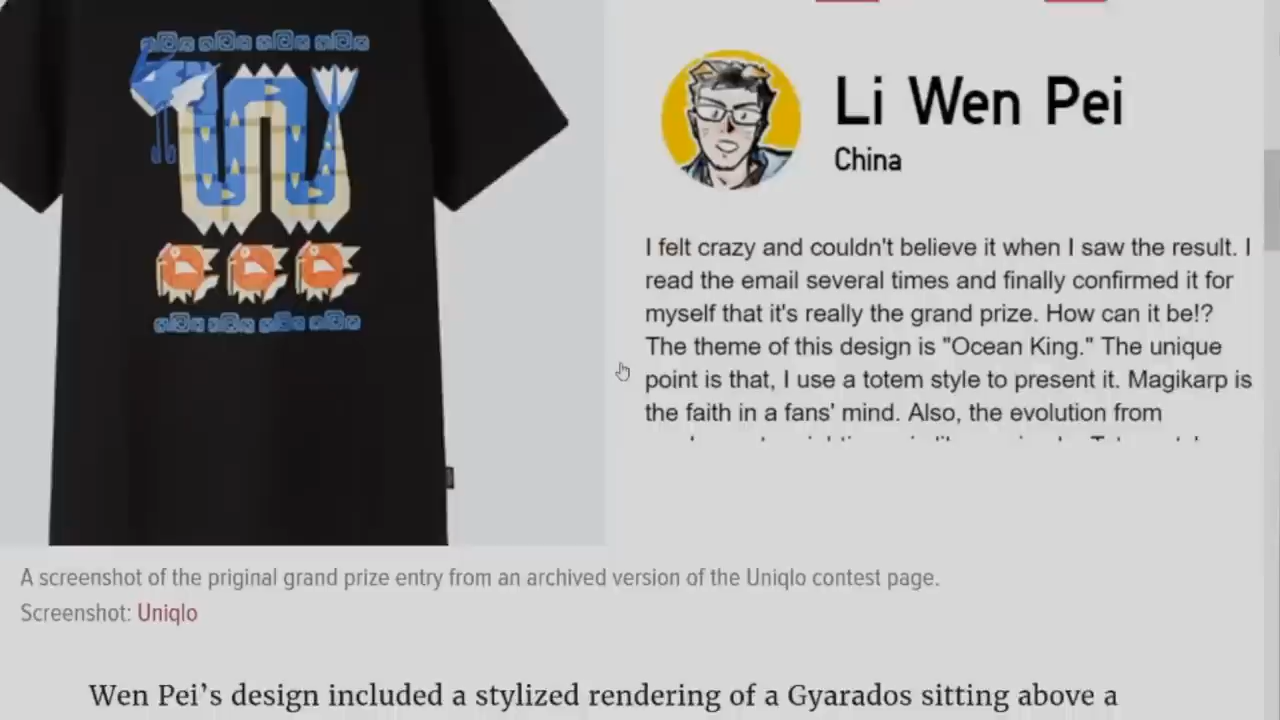 Li Wen Pei
China
I felt crazy and couldn't believe it when I saw the result. I
read the email several times and finally confirmed it for
myself that it's really the grand prize. How can it be!?
The theme of this design is "Ocean King." The unique
point is that, I use a totem style to present it. Magikarp is
the faith in a fans' mind. Also, the evolution from
A screenshot of the priginal grand prize entry from an archived version of the Uniqlo contest page.
Screenshot: Uniqlo
Wen Pei’s design included a stylized rendering of a Gyarados sitting above a